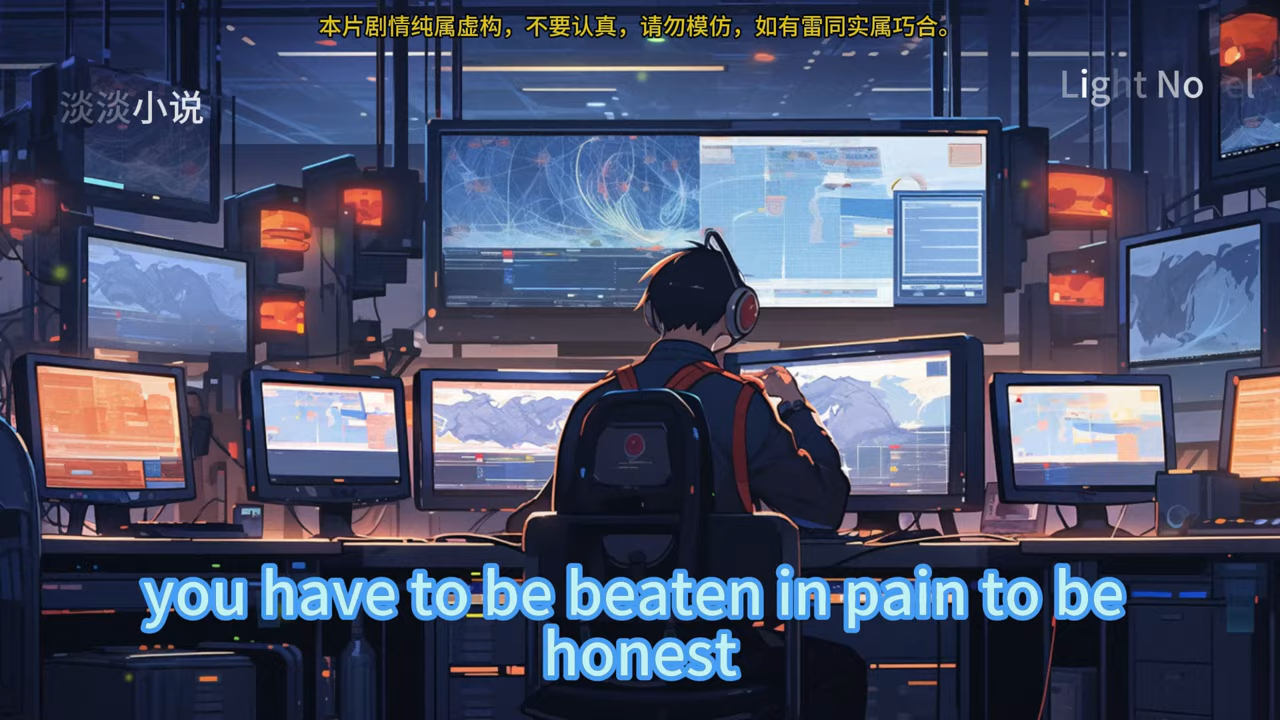 本片剧情纯属虚构，不要认真，请勿模仿，如有雷同实属巧合。
淡淡小说
Light No el
you have to be beaten in pain to be
honest